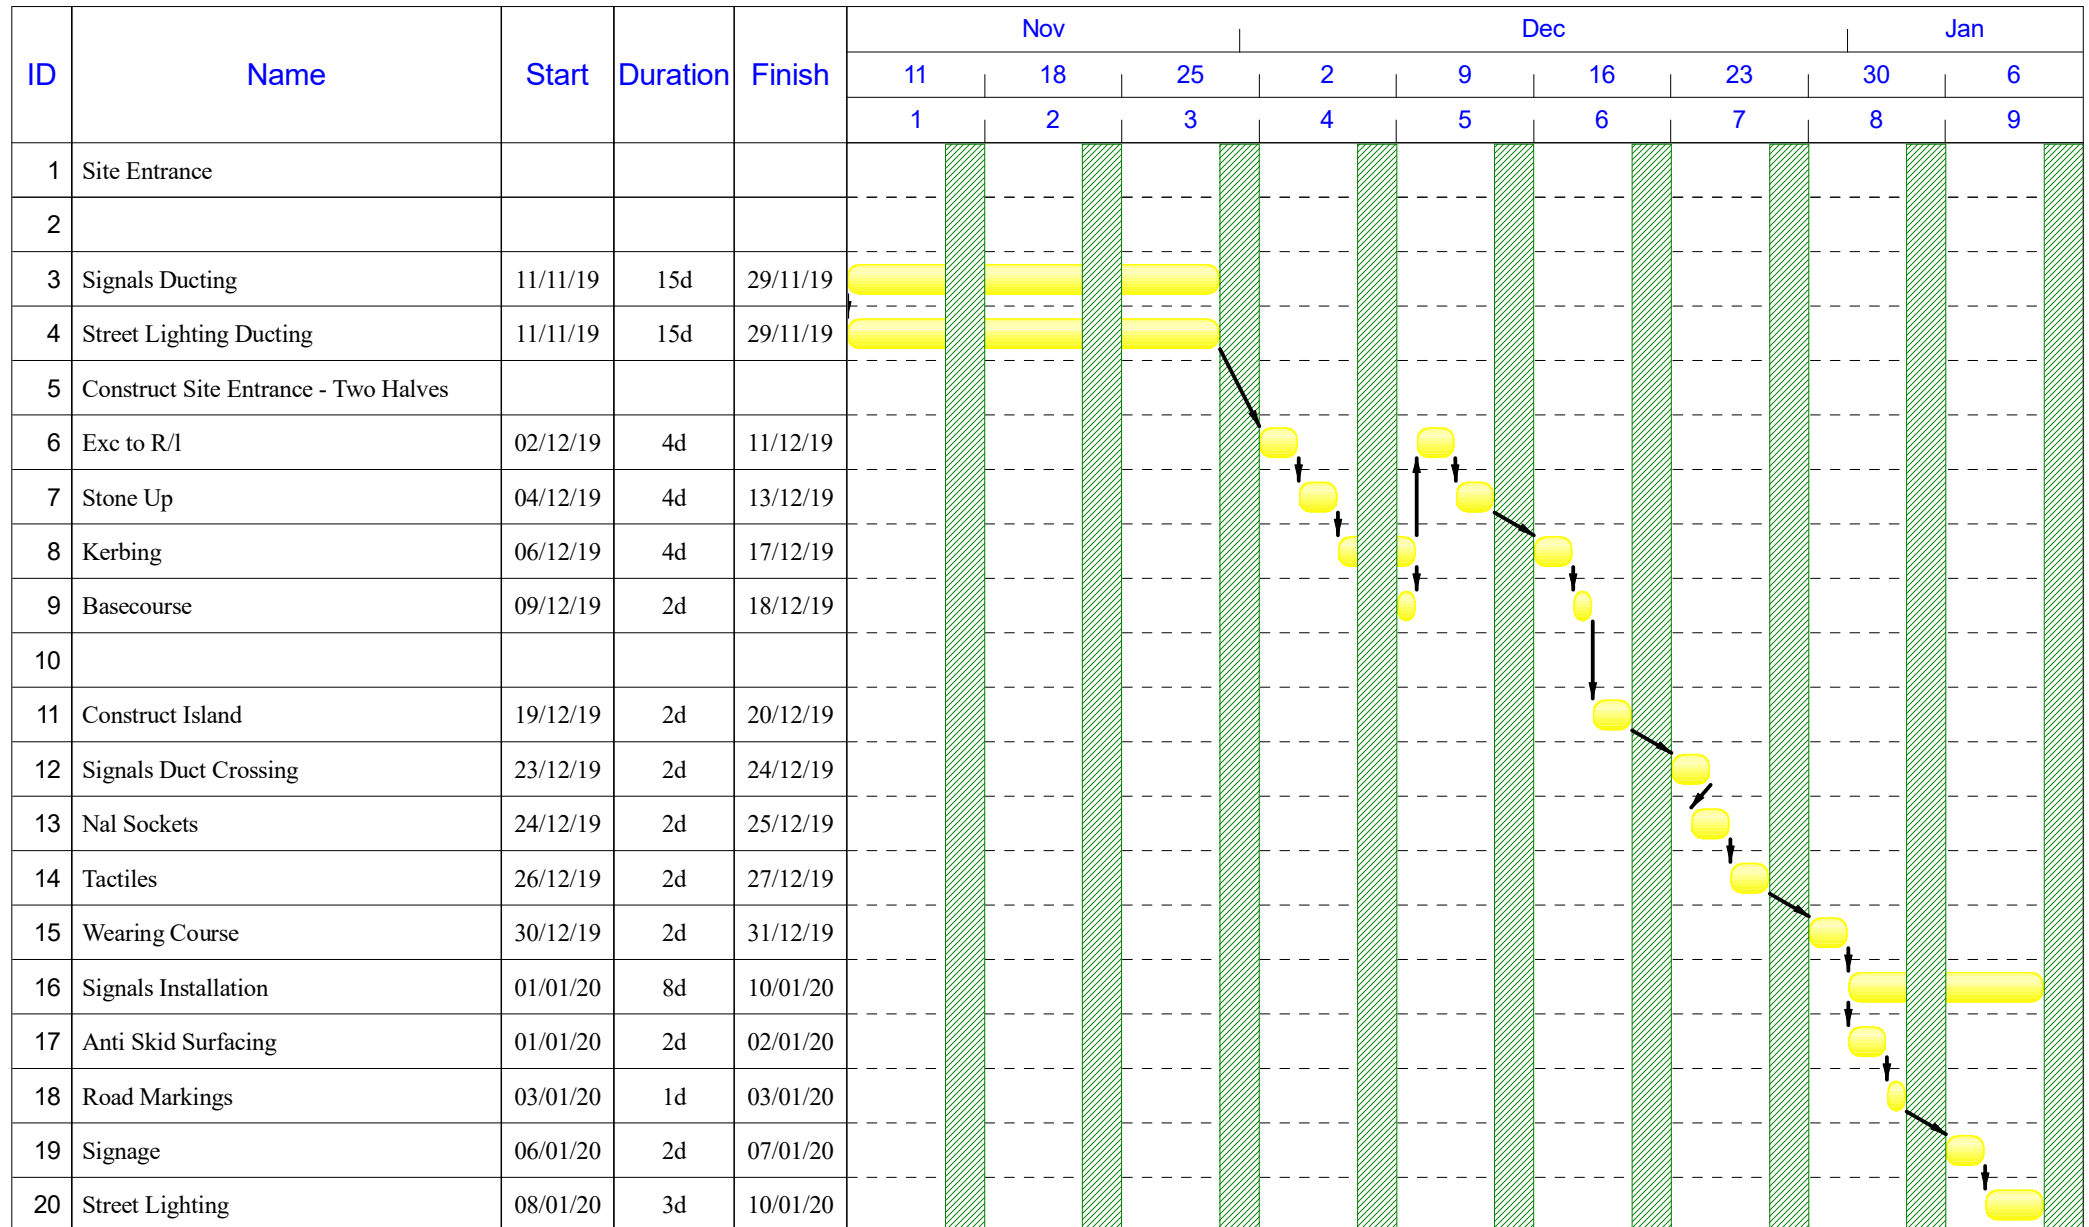 ID Name Start Duration Finish
Nov Dec Jan
11 18 25 2 9 16 23 30 6
1 2 3 4 5 6 7 8 9
1 Site Entrance
2
3 Signals Ducting 11/11/19 15d 29/11/19
4 Street Lighting Ducting 11/11/19 15d 29/11/19
5 Construct Site Entrance - Two Halves
6 Exc to R/l 02/12/19 4d 11/12/19
7 Stone Up 04/12/19 4d 13/12/19
8 Kerbing 06/12/19 4d 17/12/19
9 Basecourse 09/12/19 2d 18/12/19
10
11 Construct Island 19/12/19 2d 20/12/19
12 Signals Duct Crossing 23/12/19 2d 24/12/19
13 Nal Sockets 24/12/19 2d 25/12/19
14 Tactiles 26/12/19 2d 27/12/19
15 Wearing Course 30/12/19 2d 31/12/19
16 Signals Installation 01/01/20 8d 10/01/20
17 Anti Skid Surfacing 01/01/20 2d 02/01/20
18 Road Markings 03/01/20 1d 03/01/20
19 Signage 06/01/20 2d 07/01/20
20 Street Lighting 08/01/20 3d 10/01/20